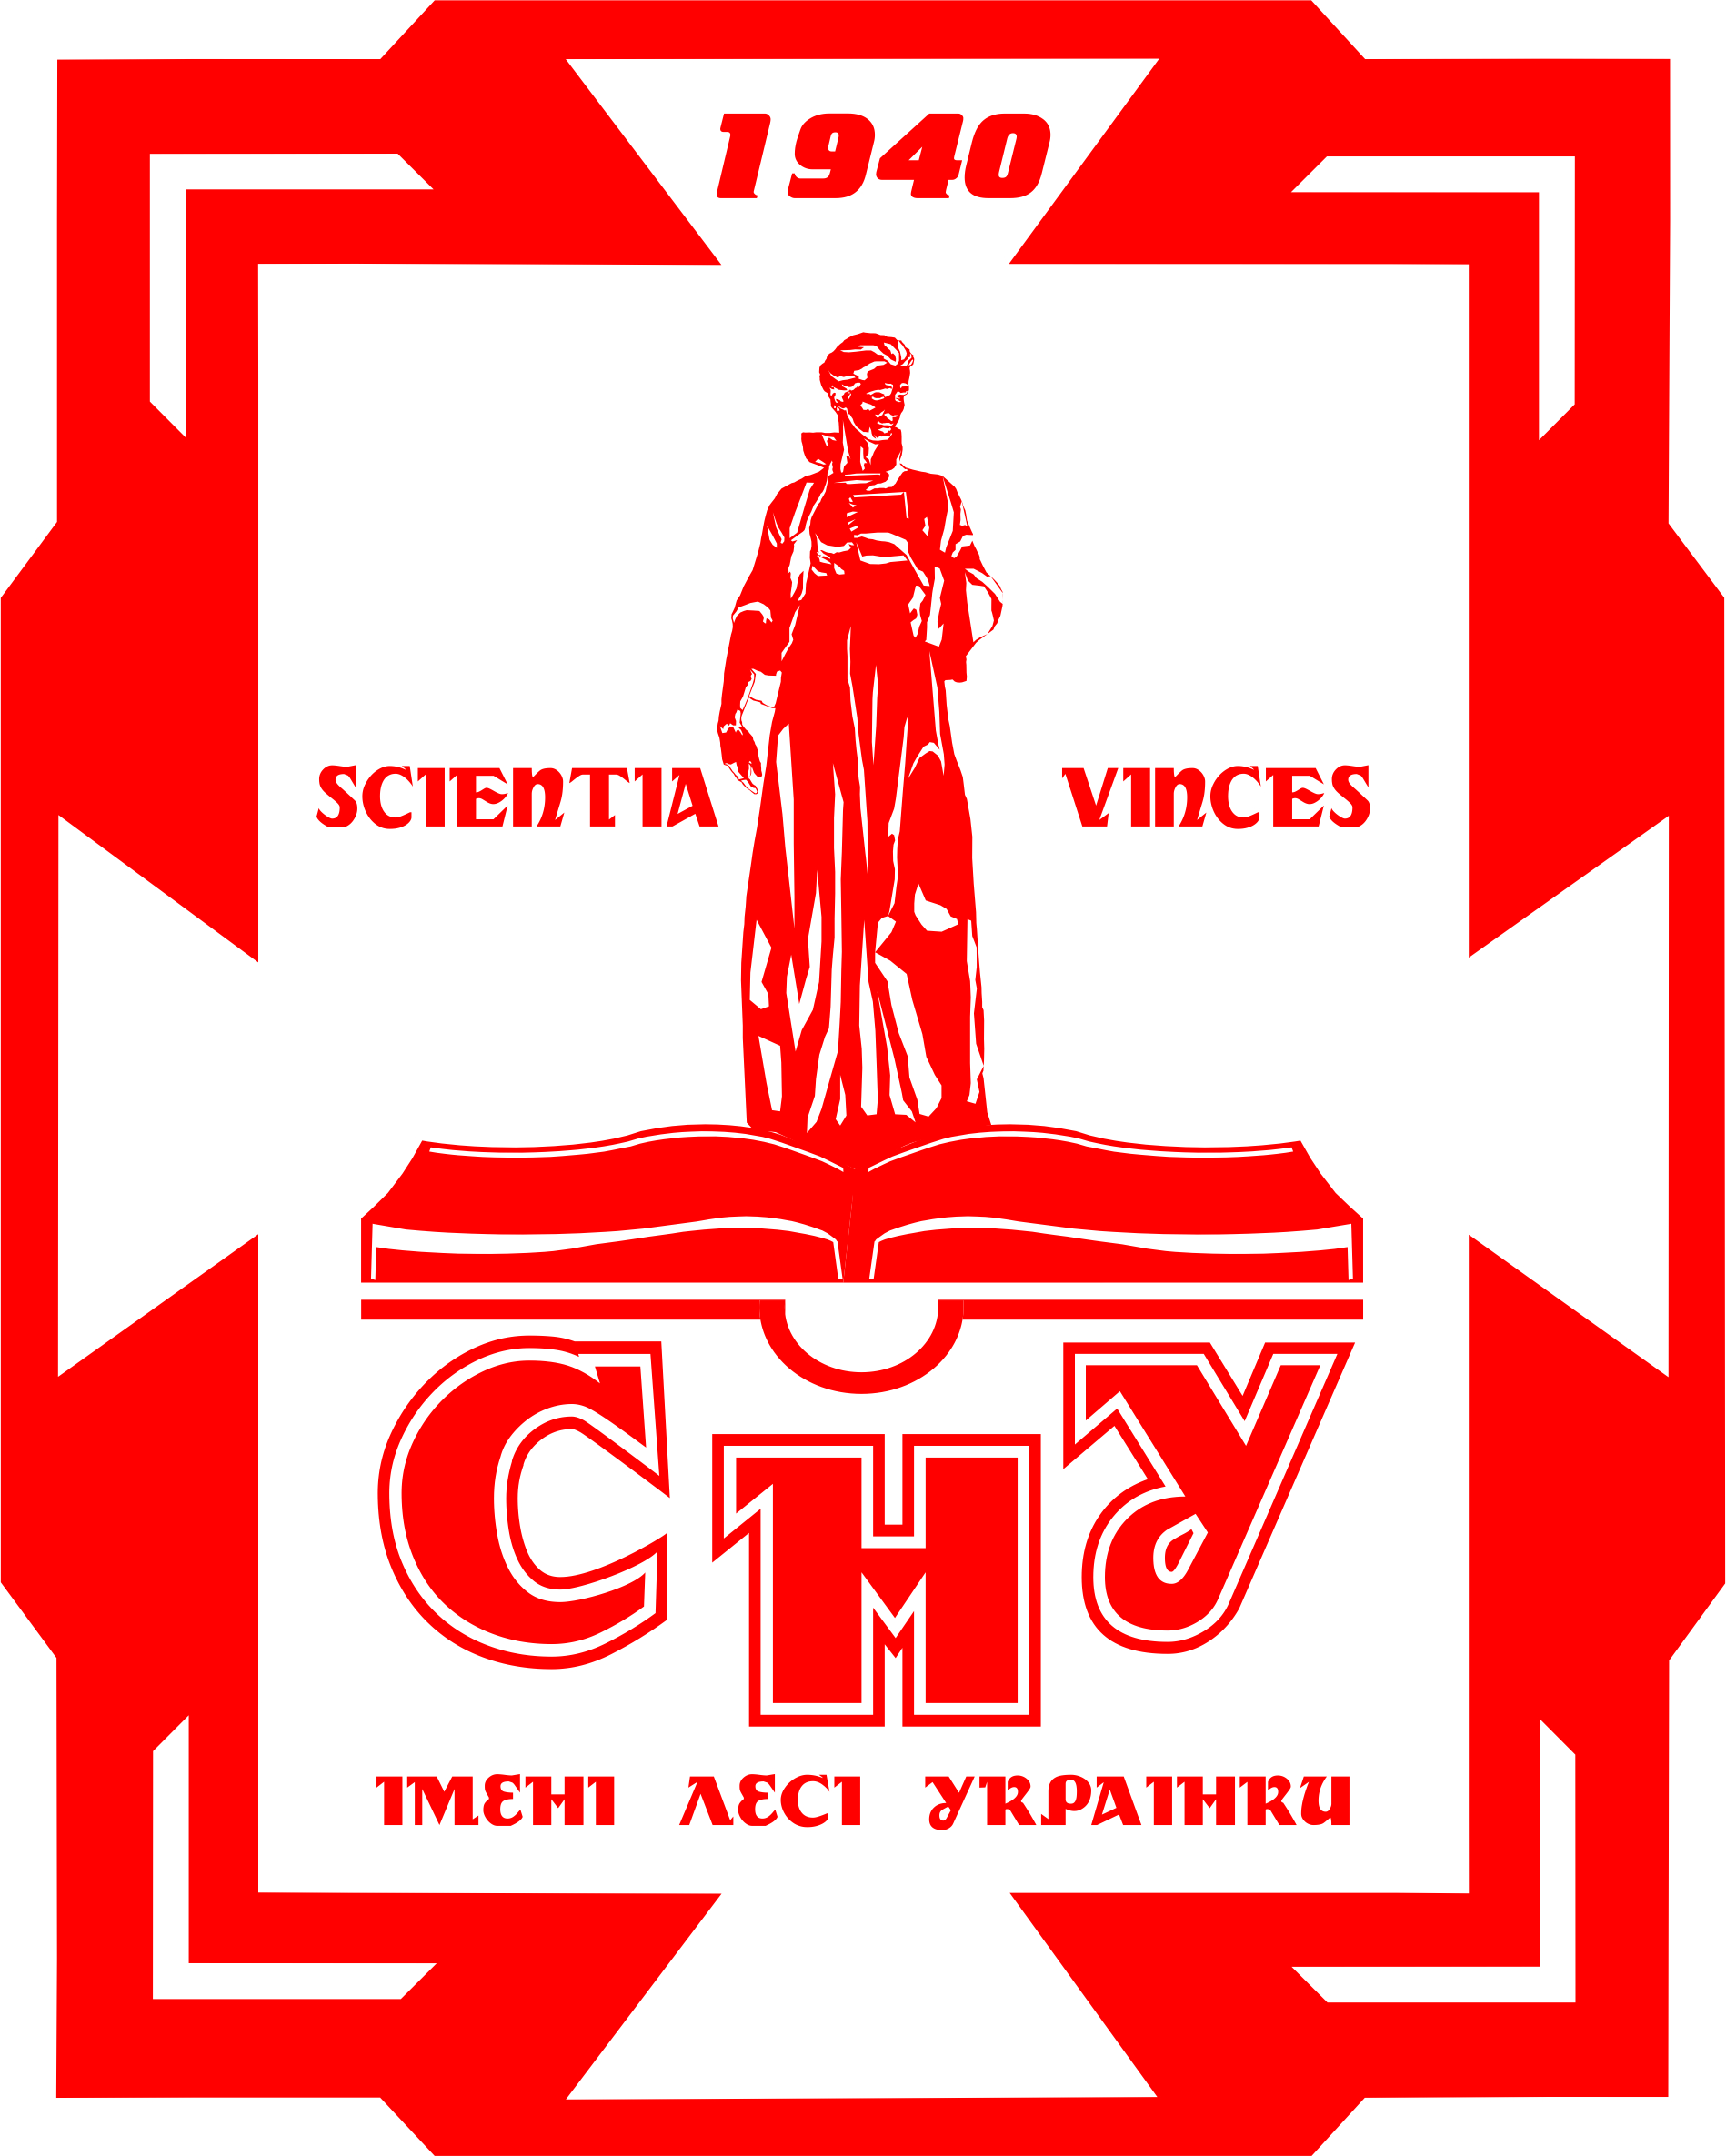 1940
SCIENTIA VINCES
СНУ
ІМЕНІ ЛЕСІ УКРАЇНКИ